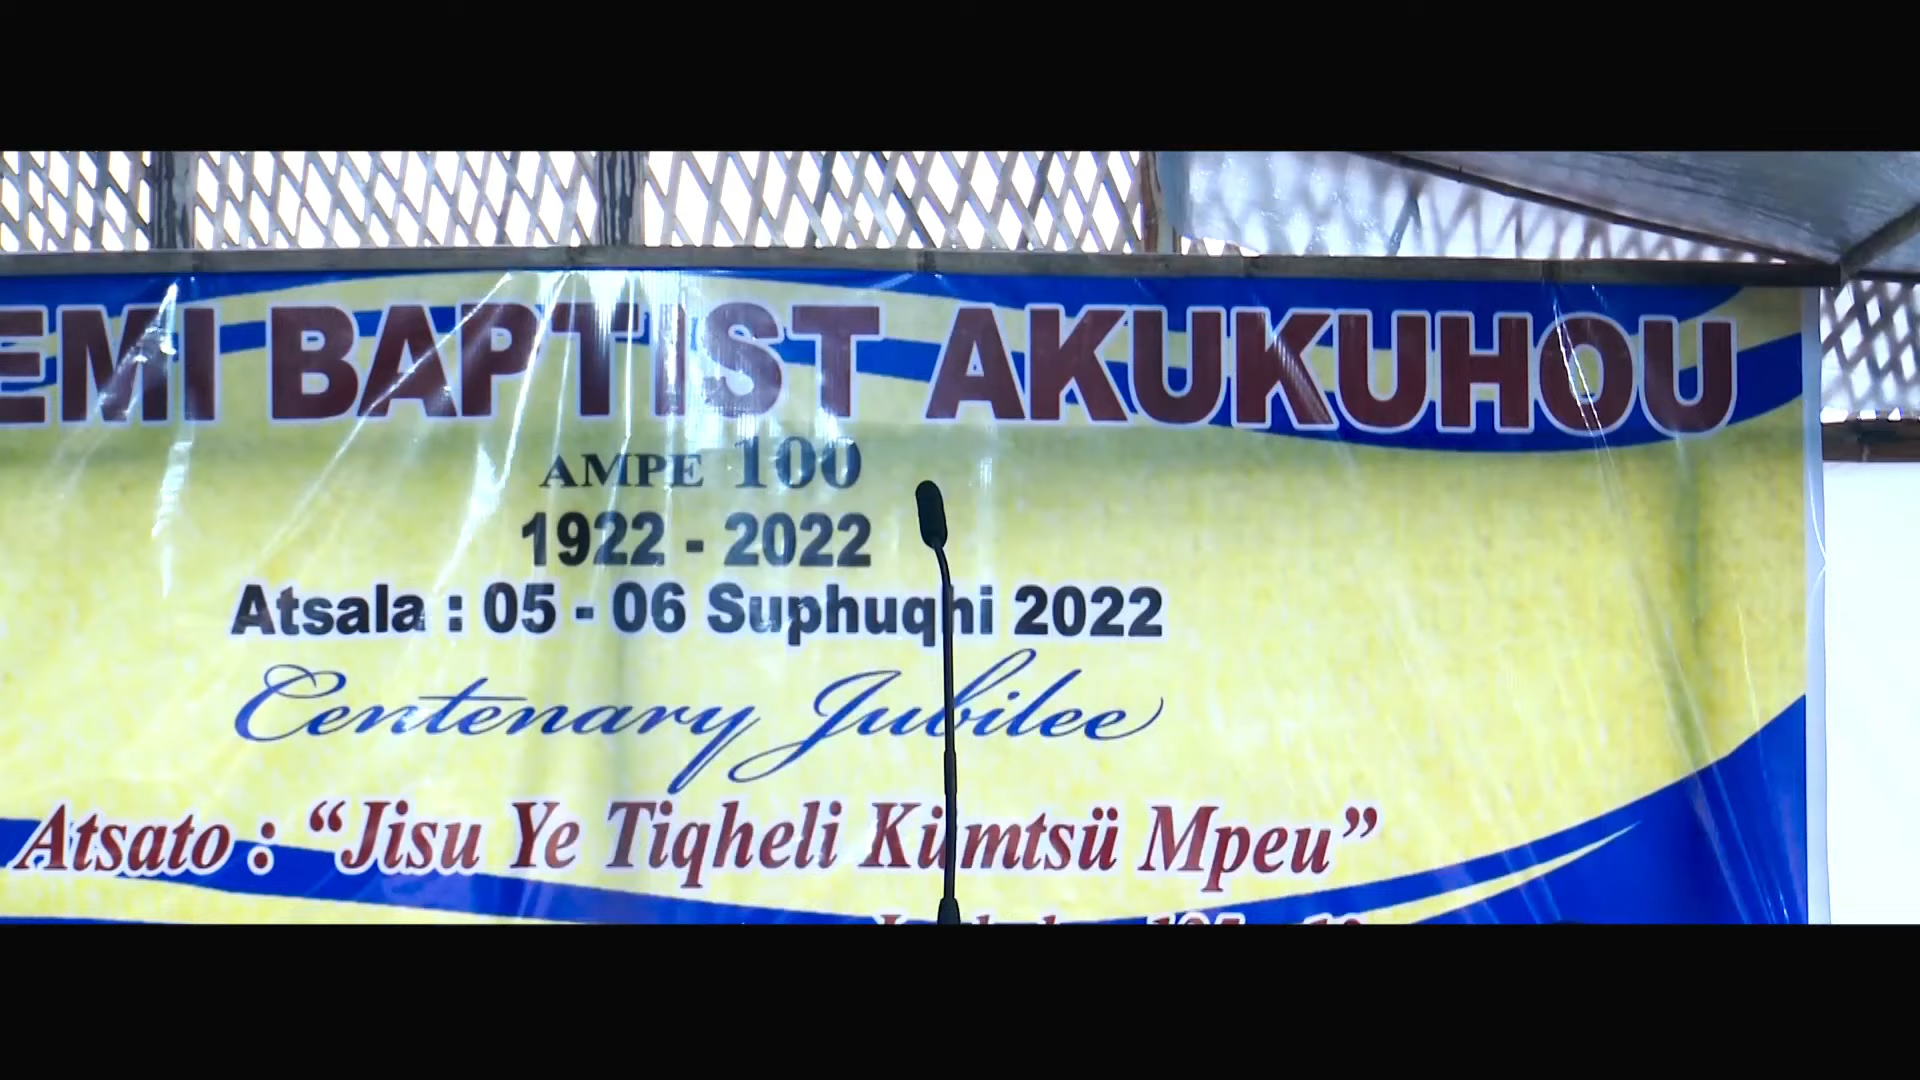 EMI BAPTIST AKUKUHOU
AMPE 100
1922 - 2022
Atsala : 05 - 06 Suphuqhi 2022
Centenary Jubilee
Atsato : “Jisu Ye Tiqheli Kümtsü Mpeu”